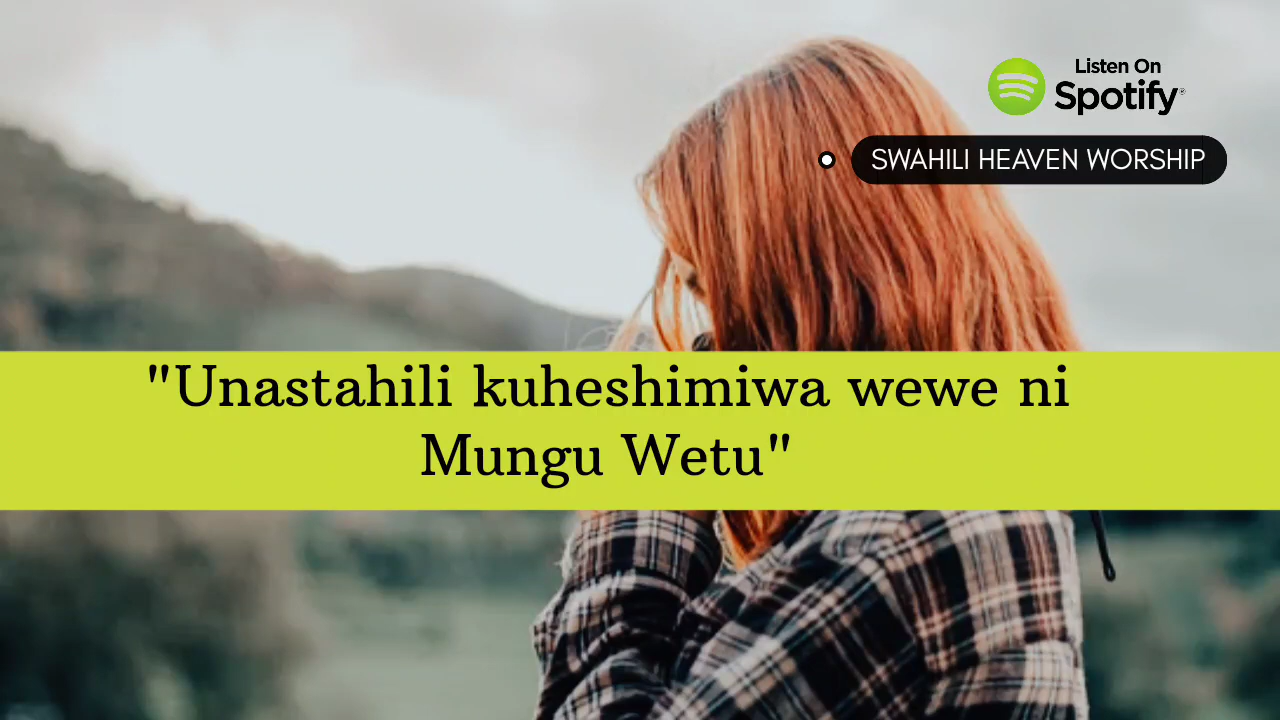 Listen On
Spotify®
SWAHILI HEAVEN WORSHIP
"Unastahili kuheshimiwa wewe ni
Mungu Wetu"